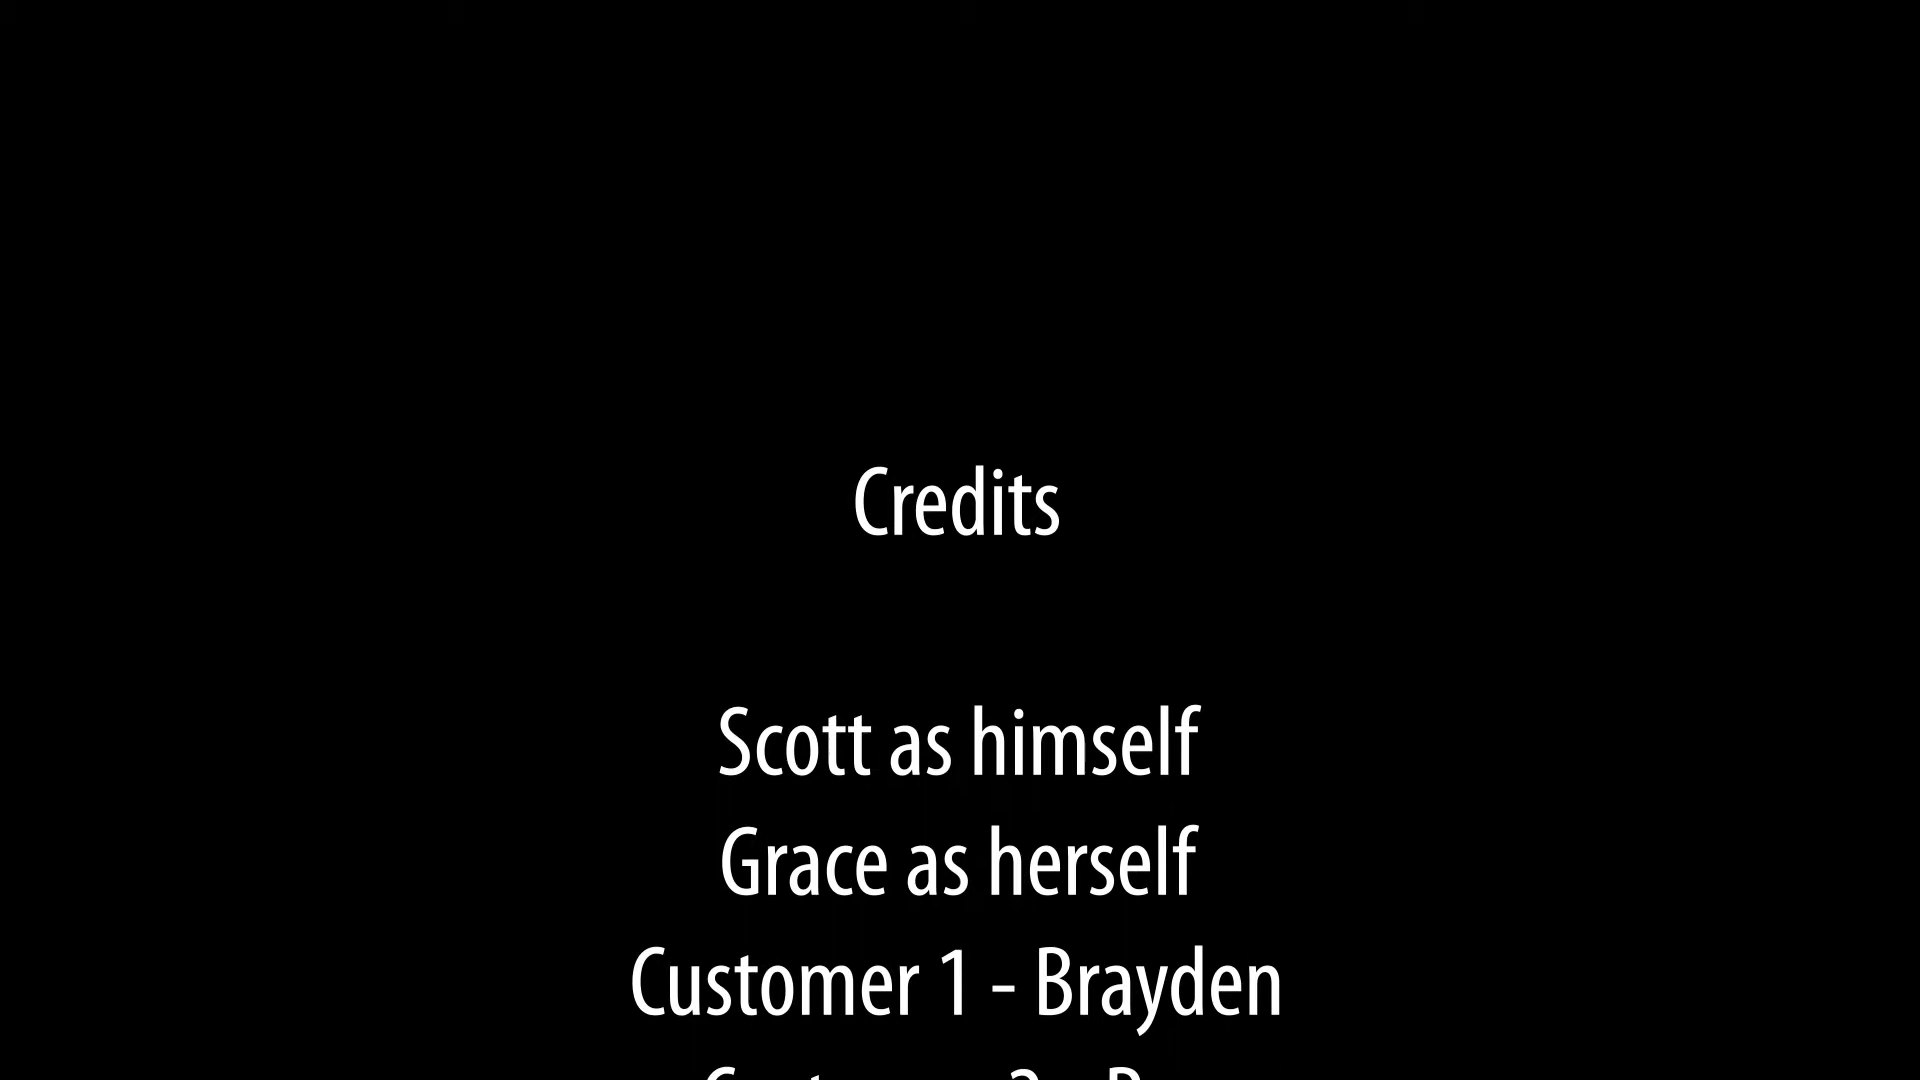 Credits
Scott as himself
Grace as herself
Customer 1 - Brayden